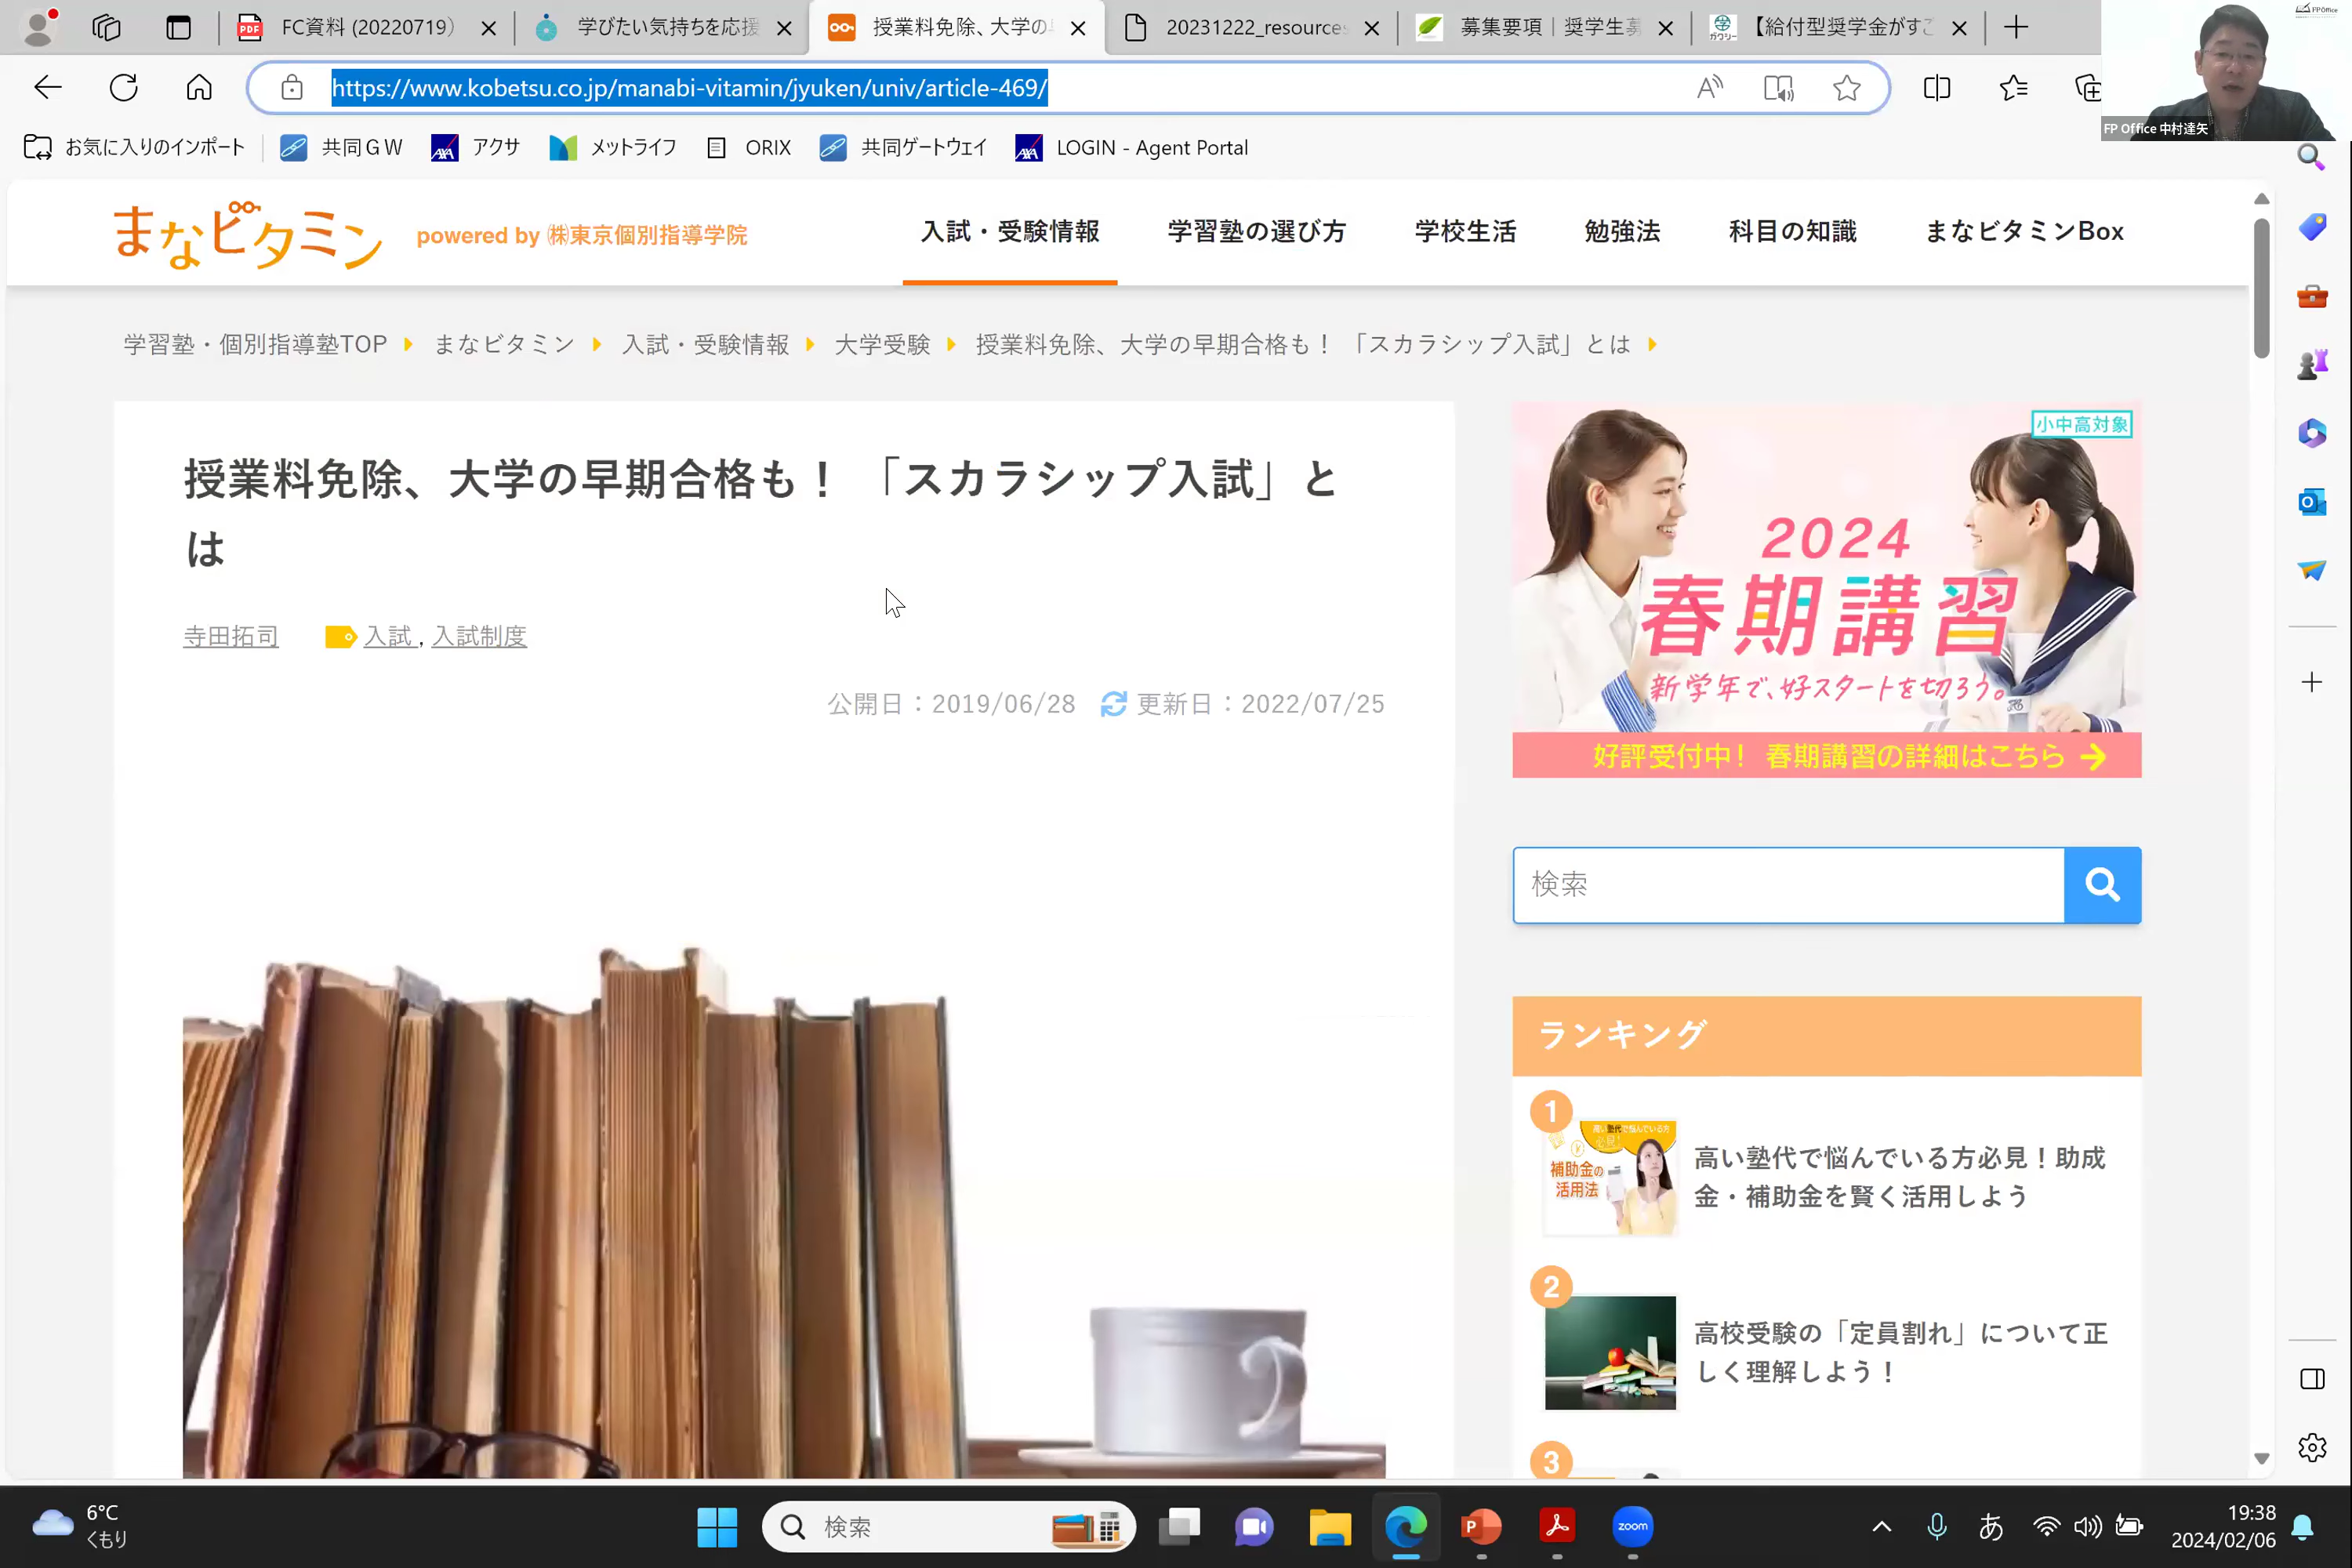 FC資料 (20220719)
学びたい気持ちを応援
授業料免除、大学の
20231222_resource
募集要項｜奨学生募
【給付型奨学金がすご
https://www.kobetsu.co.jp/manabi-vitamin/jyuken/univ/article-469/
FP Office 中村達矢
お気に入りのインポート
共同ＧＷ
アクサ
メットライフ
ORIX
共同ゲートウェイ
LOGIN - Agent Portal
まなビタミン
powered by ㈱東京個別指導学院
入試・受験情報
学習塾の選び方
学校生活
勉強法
科目の知識
まなビタミンBox
学習塾・個別指導塾TOP
まなビタミン
入試・受験情報
大学受験
授業料免除、大学の早期合格も！「スカラシップ入試」とは
授業料免除、大学の早期合格も！「スカラシップ入試」と
は
寺田拓司
入試 , 入試制度
公開日：2019/06/28 更新日：2022/07/25
小中高対象
2024
春期講習
新学年で、好スタートを切ろう。
好評受付中！ 春期講習の詳細はこちら
検索
ランキング
1
補助金の
活用法
高い塾代で悩んでいる方必見！助成
金・補助金を賢く活用しよう
2
高校受験の「定員割れ」について正
しく理解しよう！
3
6°C
くもり
検索
zoom
あ
19:38
2024/02/06